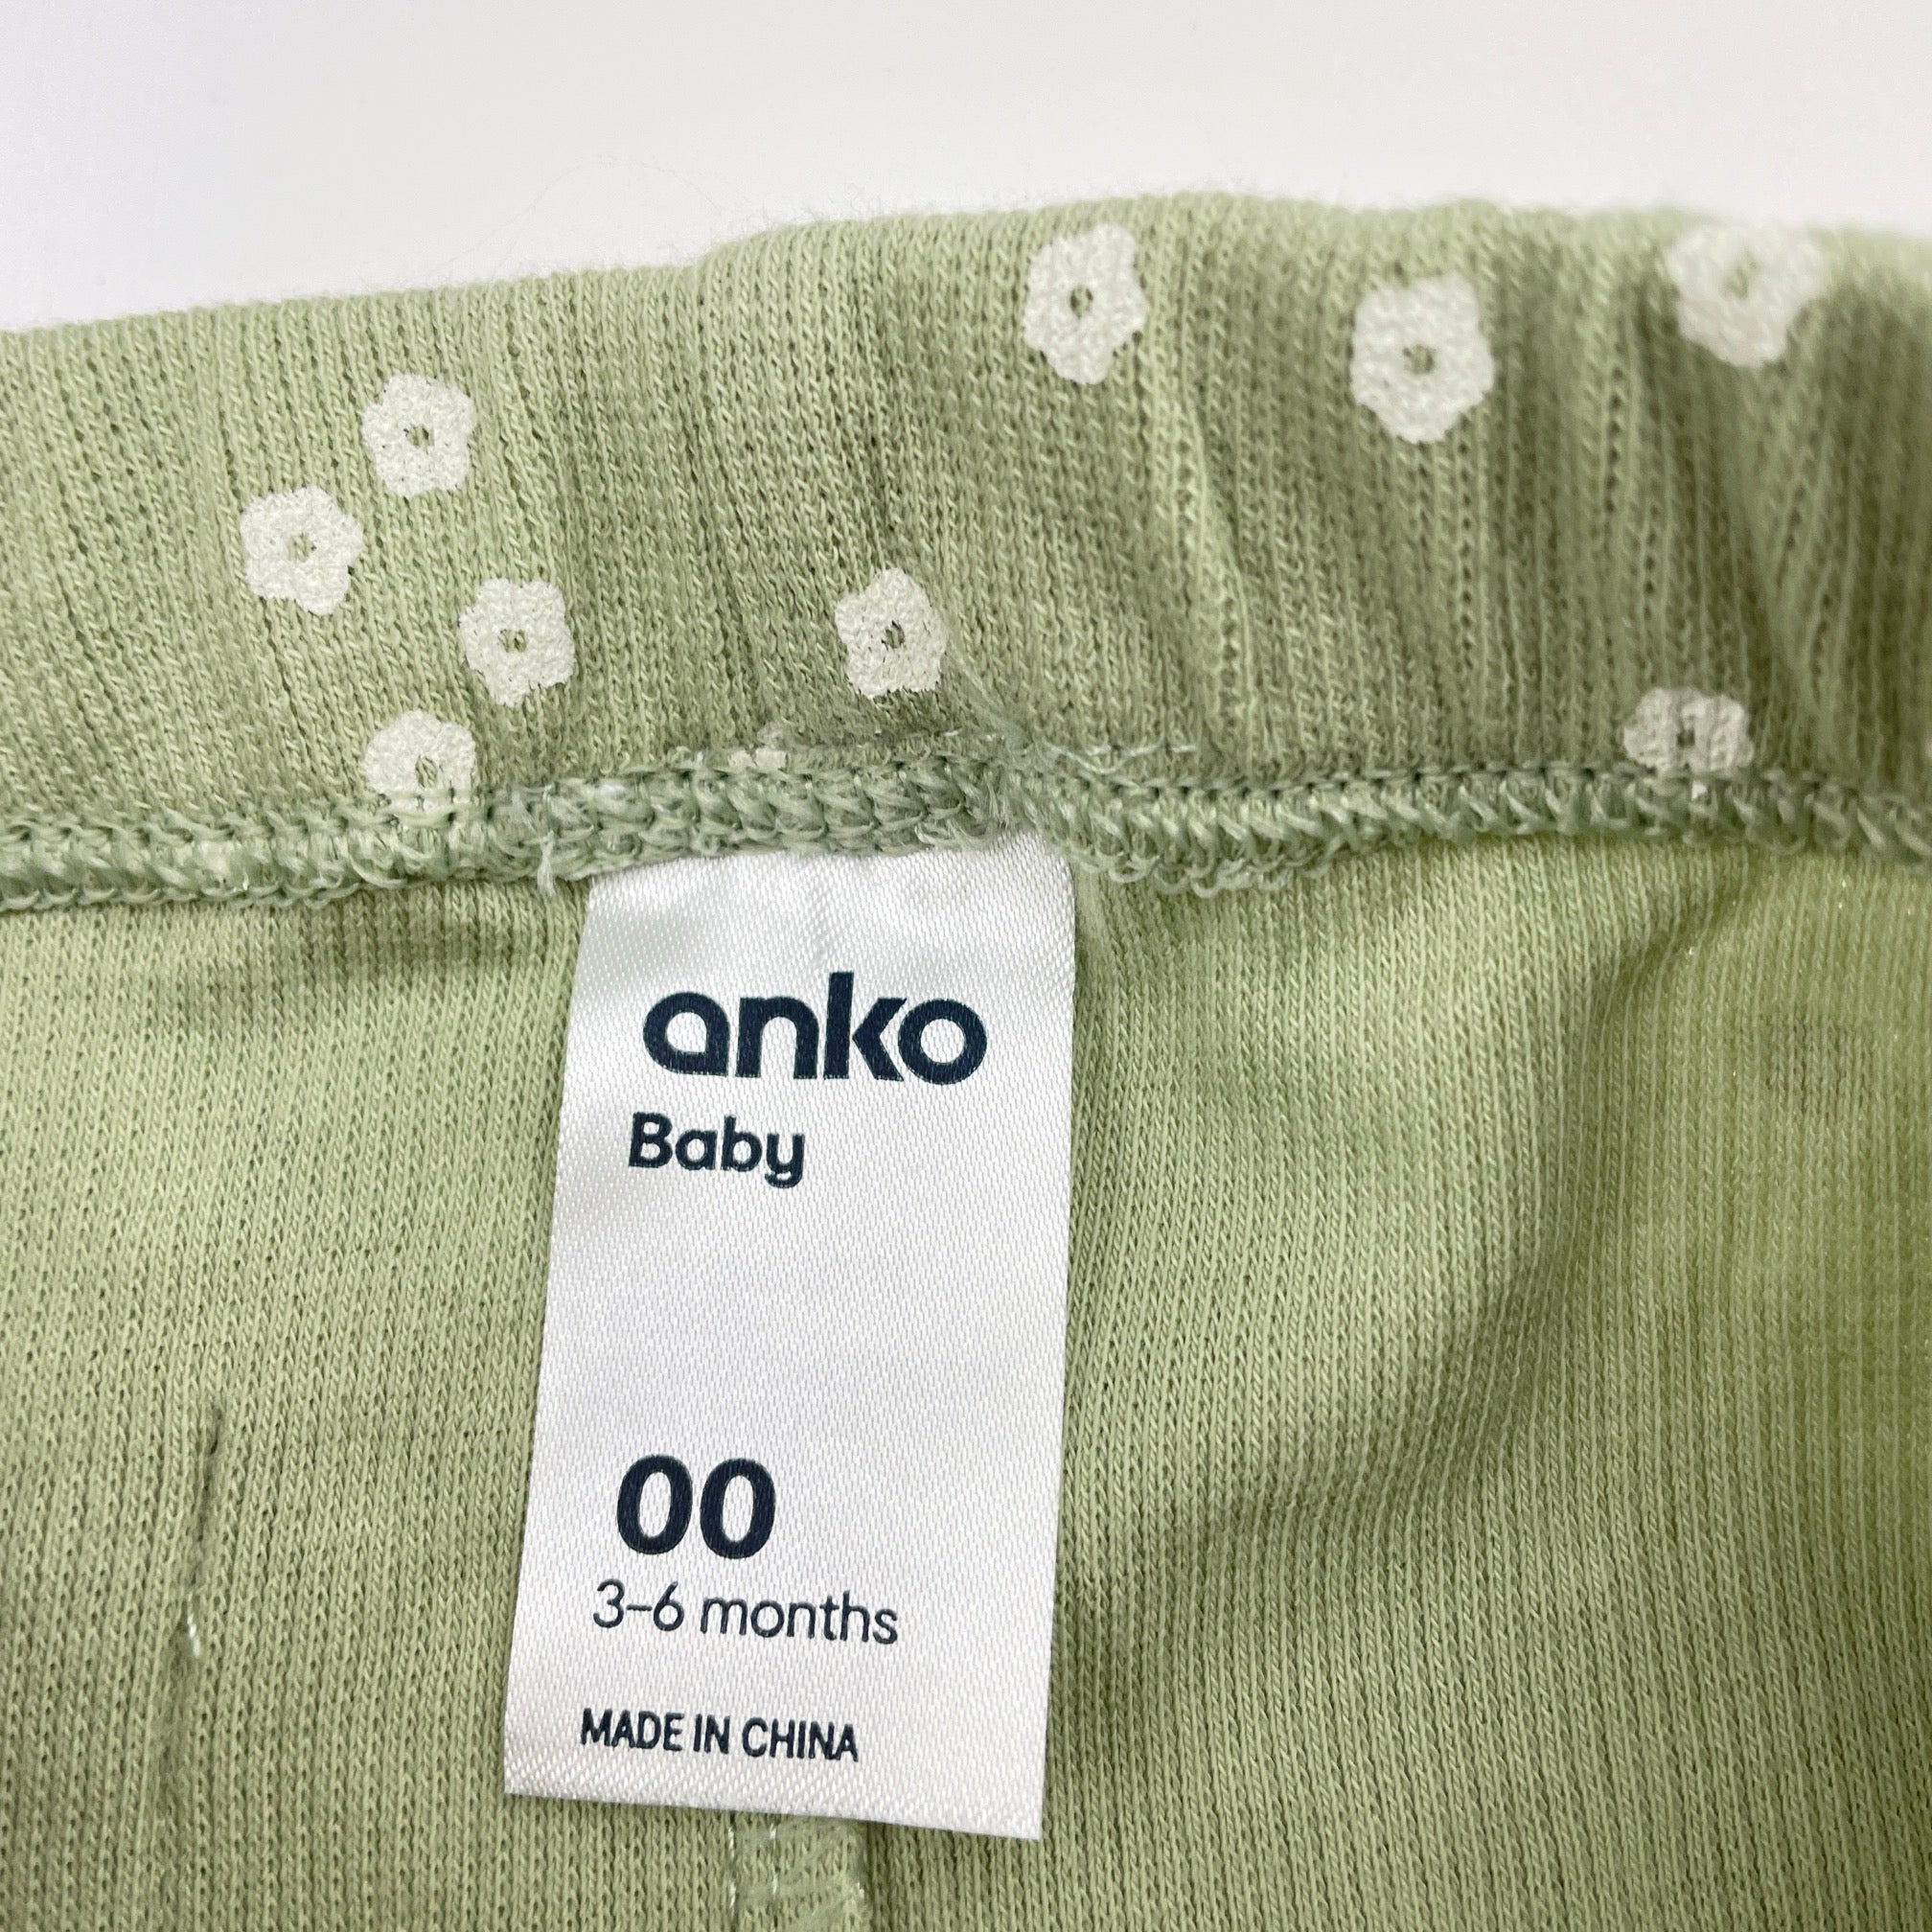 anko
Baby
00
3-6 months
MADE IN CHINA